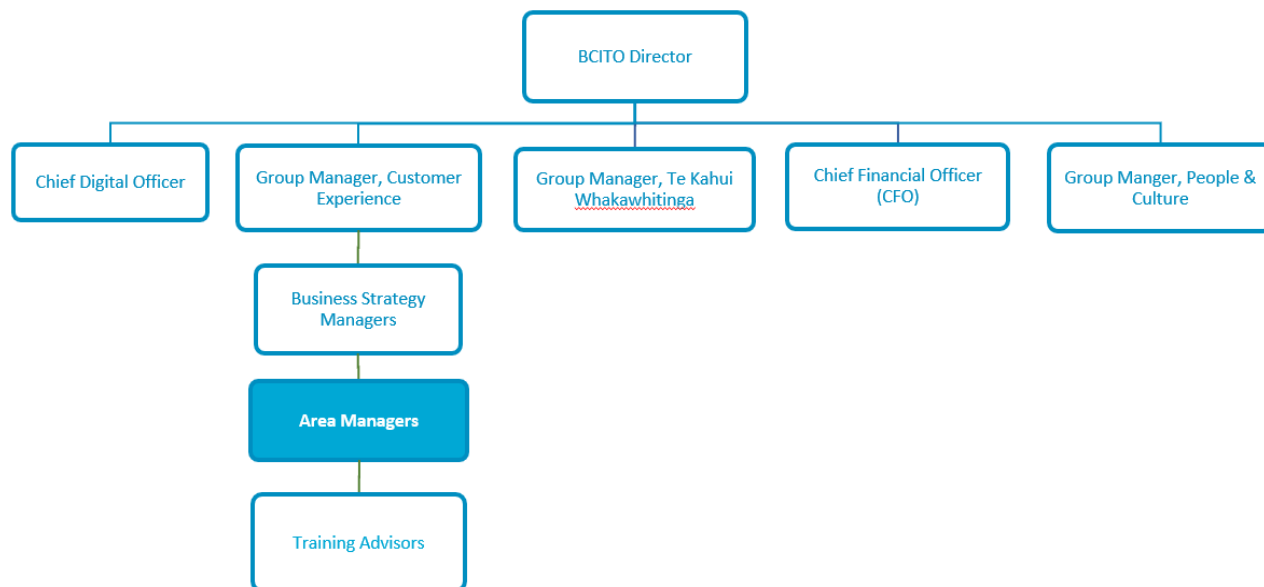 BCITO Director
Chief Digital Officer
Group Manager, Customer
Experience
Group Manager, Te Kahui
Whakawhitinga
Chief Financial Officer
(CFO)
Group Manger, People &
Culture
Business Strategy
Managers
Area Managers
Training Advisors